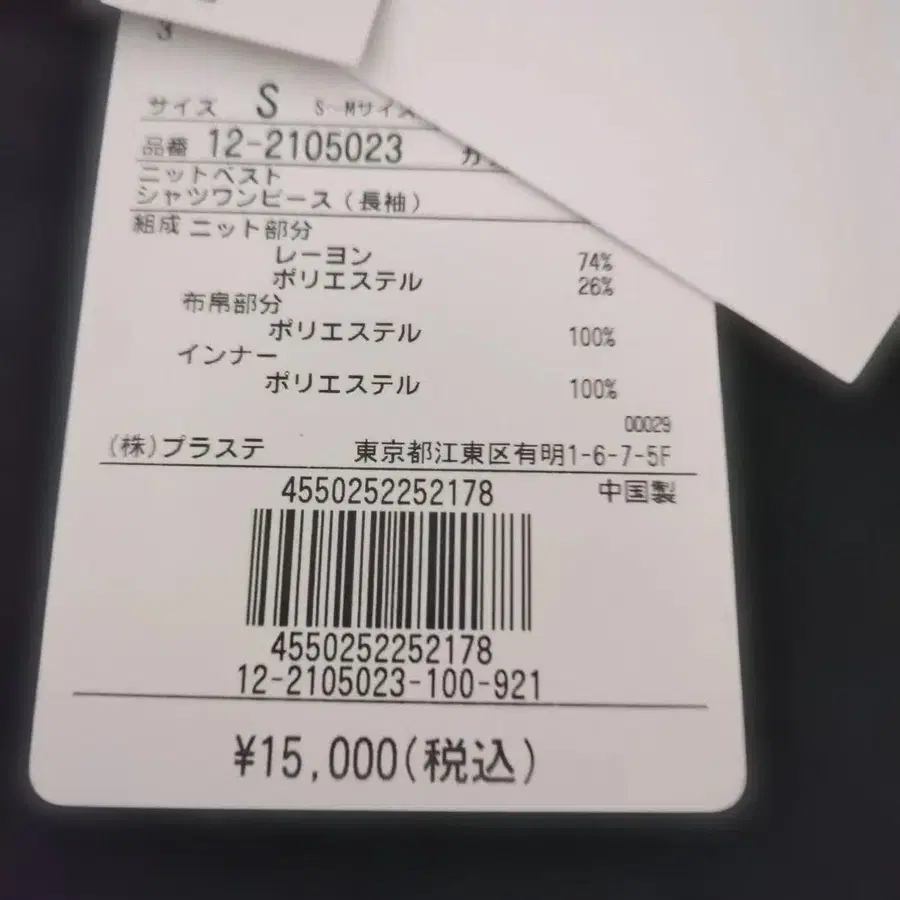 3
サイズ S S~Mサイズ
品番 12-2105023 カ
ニットベスト
シャツワンピース(長袖)
組成 ニット部分
レーヨン 74%
ポリエステル 26%
布帛部分
ポリエステル 100%
インナー
ポリエステル 100%
00029
(株)プラステ 東京都江東区有明1-6-7-5F
4550252252178 中国製
4550252252178
12-2105023-100-921
¥15,000(税込)